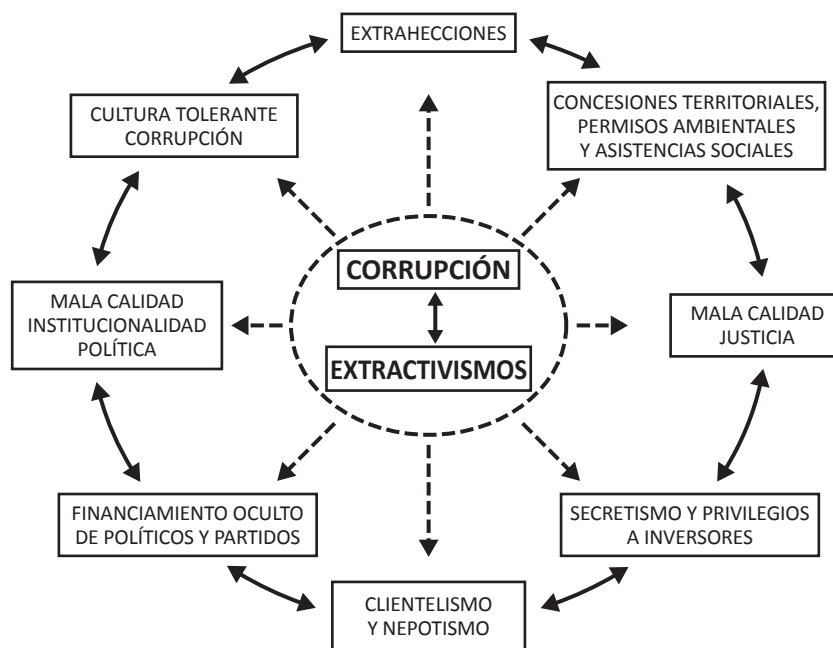 EXTRAHECCIONES
CULTURA TOLERANTE
CORRUPCIÓN
CONCESIONES TERRITORIALES,
PERMISOS AMBIENTALES
Y ASISTENCIAS SOCIALES
CORRUPCIÓN
EXTRACTIVISMOS
MALA CALIDAD
INSTITUCIONALIDAD
POLÍTICA
MALA CALIDAD
JUSTICIA
FINANCIAMIENTO OCULTO
DE POLÍTICOS Y PARTIDOS
SECRETISMO Y PRIVILEGIOS
A INVERSORES
CLIENTELISMO
Y NEPOTISMO